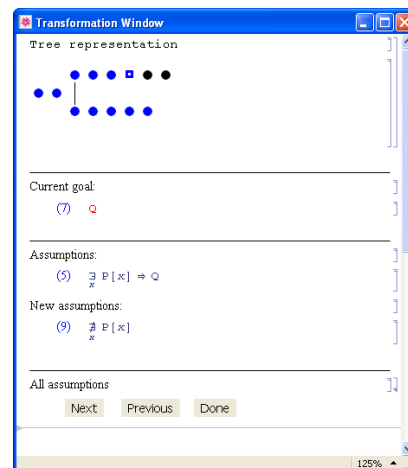 Transformation Window
Tree representation
Current goal:
(7) Q
Assumptions:
(5) ∃ P[x] ⇒ Q
x
New assumptions:
(9) ∄ P[x]
x
All assumptions
Next Previous Done
125%